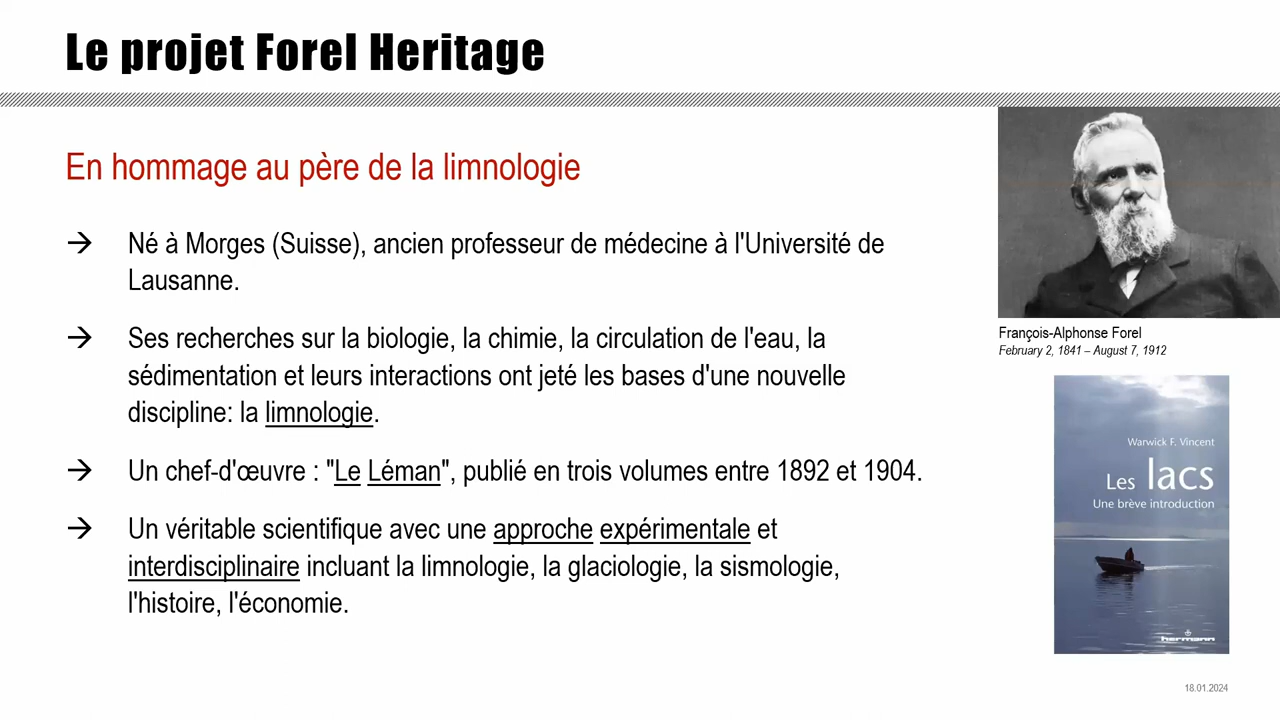 Le projet Forel Heritage
En hommage au père de la limnologie
→ Né à Morges (Suisse), ancien professeur de médecine à l'Université de
Lausanne.
→ Ses recherches sur la biologie, la chimie, la circulation de l'eau, la
sédimentation et leurs interactions ont jeté les bases d'une nouvelle
discipline: la limnologie.
→ Un chef-d'œuvre : "Le Léman", publié en trois volumes entre 1892 et 1904.
→ Un véritable scientifique avec une approche expérimentale et
interdisciplinaire incluant la limnologie, la glaciologie, la sismologie,
l'histoire, l'économie.
François-Alphonse Forel
February 2, 1841 – August 7, 1912
Warwick F. Vincent
Les lacs
Une brève introduction
hermann
18.01.2024